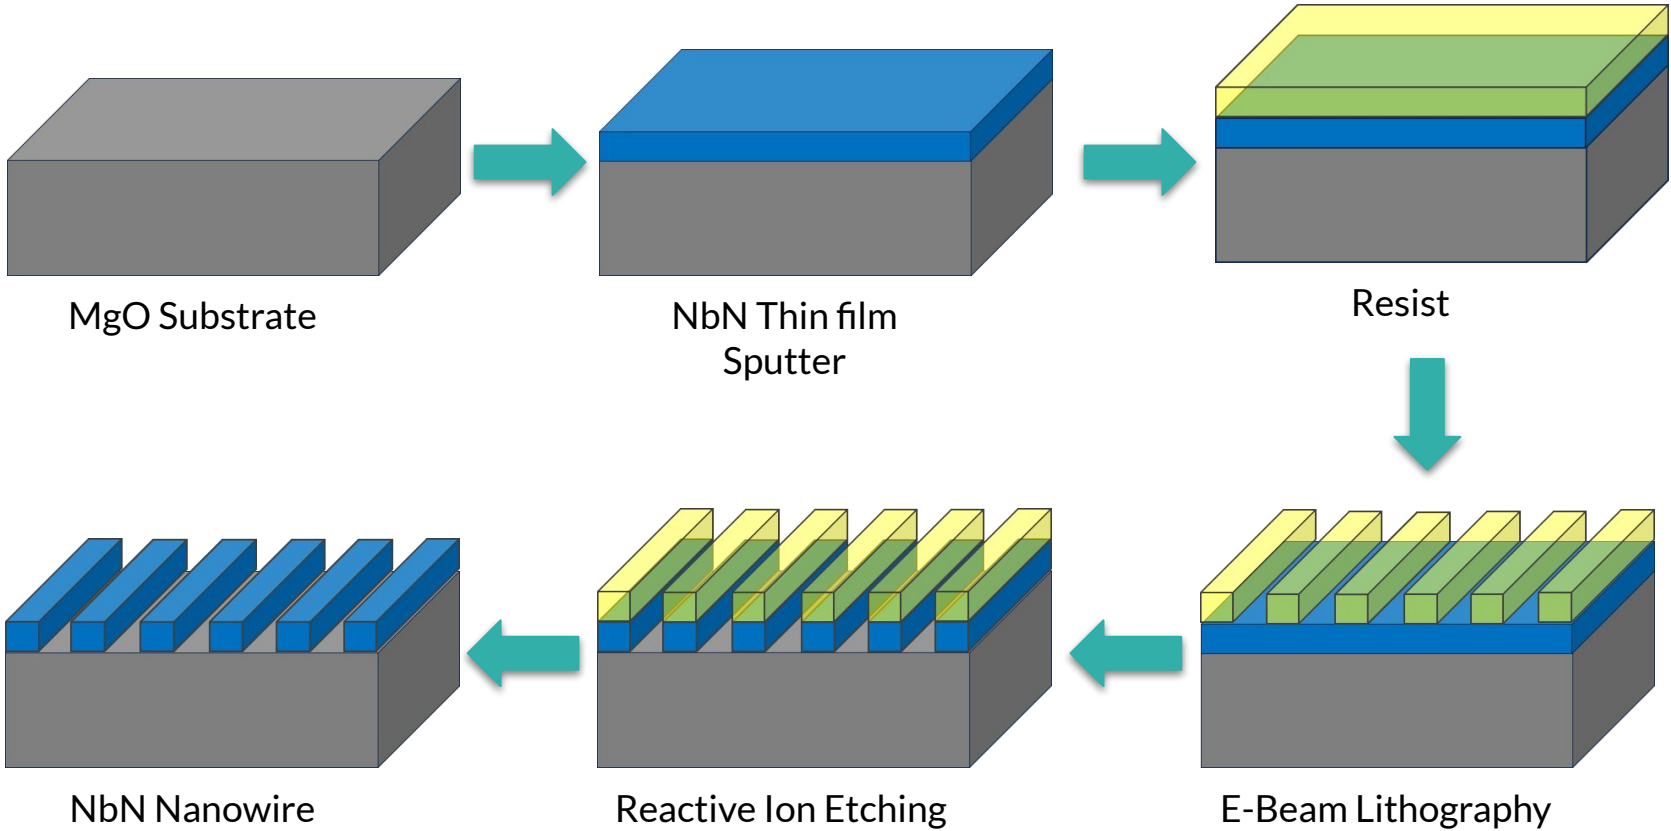 MgO Substrate
NbN Thin film
Sputter
Resist
NbN Nanowire
Reactive Ion Etching
E-Beam Lithography